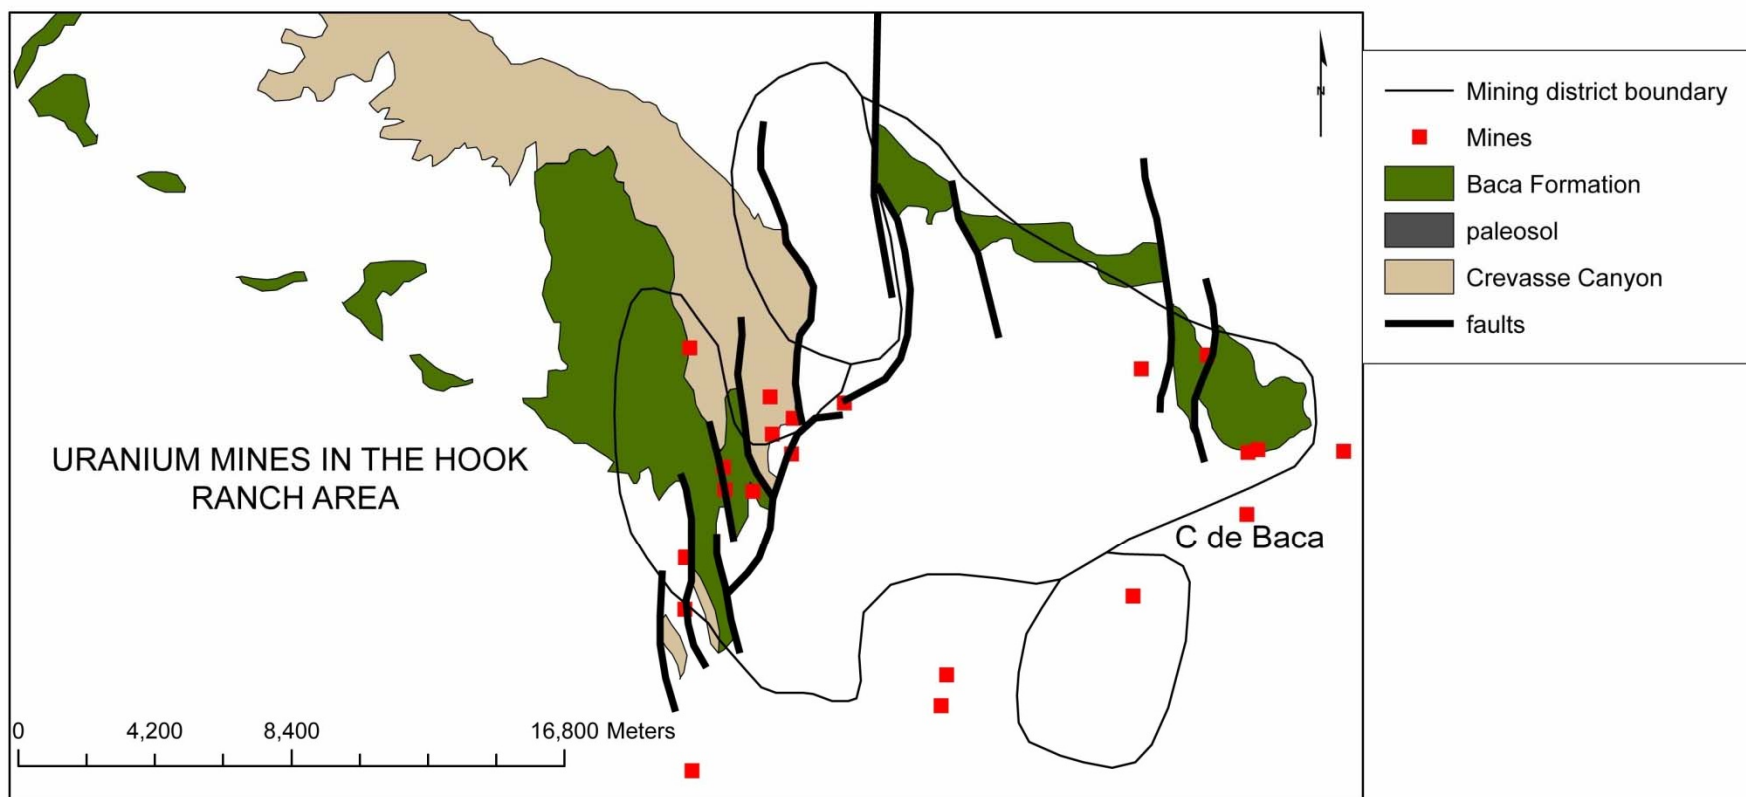 N
Mining district boundary
Mines
Baca Formation
paleosol
Crevasse Canyon
faults
URANIUM MINES IN THE HOOK
RANCH AREA
C de Baca
0 4,200 8,400 16,800 Meters